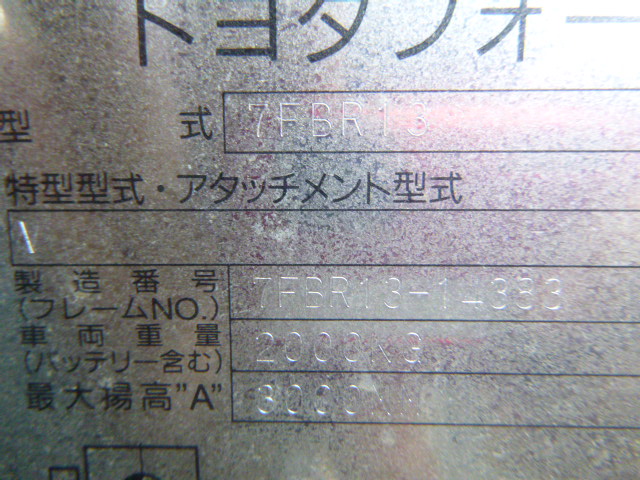 トヨタフォー
型式 7FBR13
特型型式・アタッチメント型式
製造番号
(フレームNO.) 7FBR13-14353
車両重量
(バッテリー含む) 2000KG
最大揚高"A" 3000MM